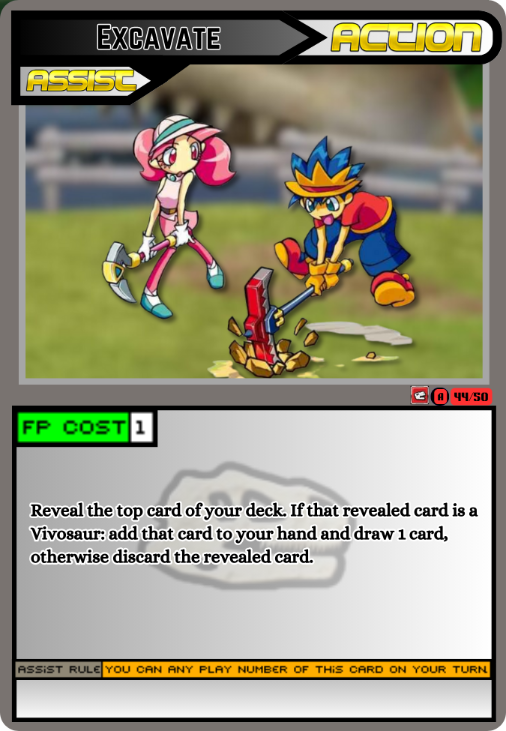 EXCAVATE
ACTION
ASSIST
A 44/50
FP COST 1
Reveal the top card of your deck. If that revealed card is a
Vivosaur: add that card to your hand and draw 1 card,
otherwise discard the revealed card.
ASSIST RULE YOU CAN ANY PLAY NUMBER OF THIS CARD ON YOUR TURN.